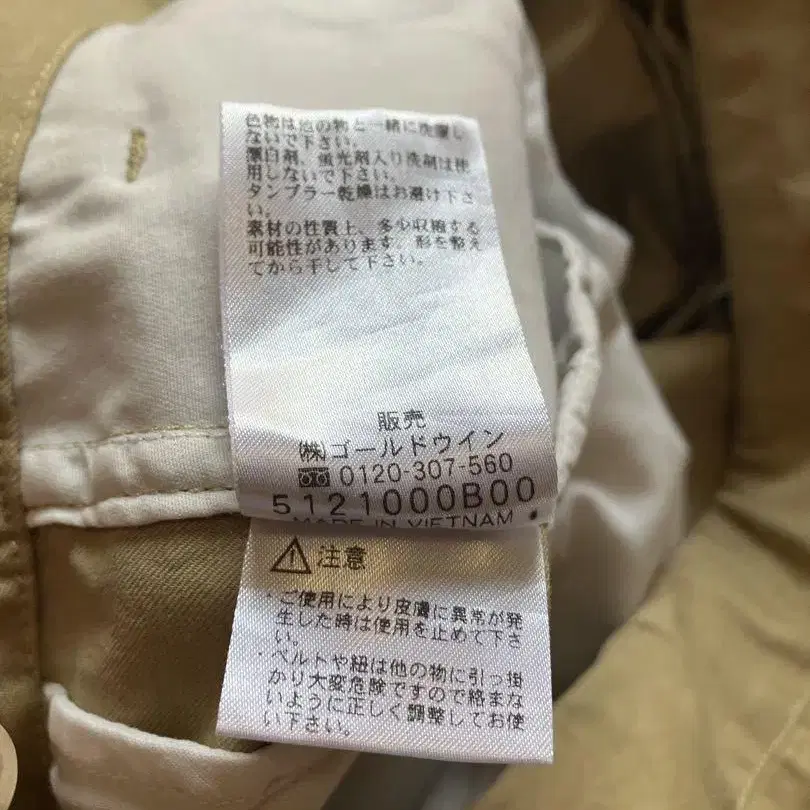 色物は他の物と一緒に洗濯し
ないで下さい。
漂白剤、蛍光剤入り洗剤は使
用しないで下さい。
タンブラー乾燥はお避け下さ
い。
素材の性質上、多少収縮する
可能性があります。形を整え
てから干して下さい。
販売
㈱ゴールドウイン
0120-307-560
5121000B00
MADE IN VIETNAM
注意
・ご使用により皮膚に異常が発
生した時は使用を止めて下さ
い。
・ベルトや紐は他の物に引っ掛
かり大変危険ですので絡まな
いように正しく調整してお使
い下さい。